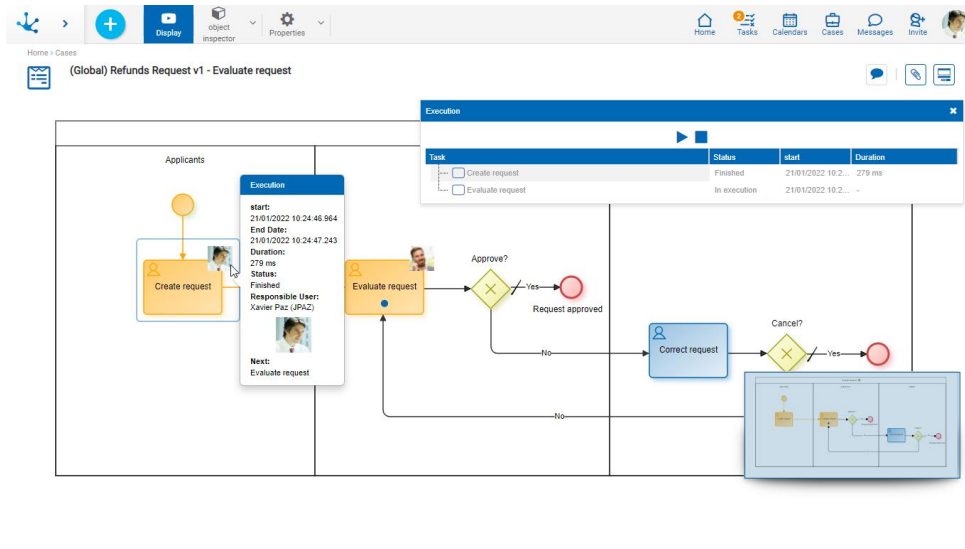 Display
object
inspector
Properties
Home
2
Tasks
Calendars
Cases
Messages
Invite
Home > Cases
(Global) Refunds Request v1 - Evaluate request
Execution
Task Status start Duration
Create request Finished 21/01/2022 10:2... 279 ms
Evaluate request In execution 21/01/2022 10:2... -
Applicants
Execution
start:
21/01/2022 10:24:46.964
End Date:
21/01/2022 10:24:47.243
Duration:
279 ms
Status:
Finished
Responsible User:
Xavier Paz (JPAZ)
Next:
Evaluate request
Create request
Evaluate request
Approve?
Yes
Request approved
No
Correct request
Cancel?
Yes
No